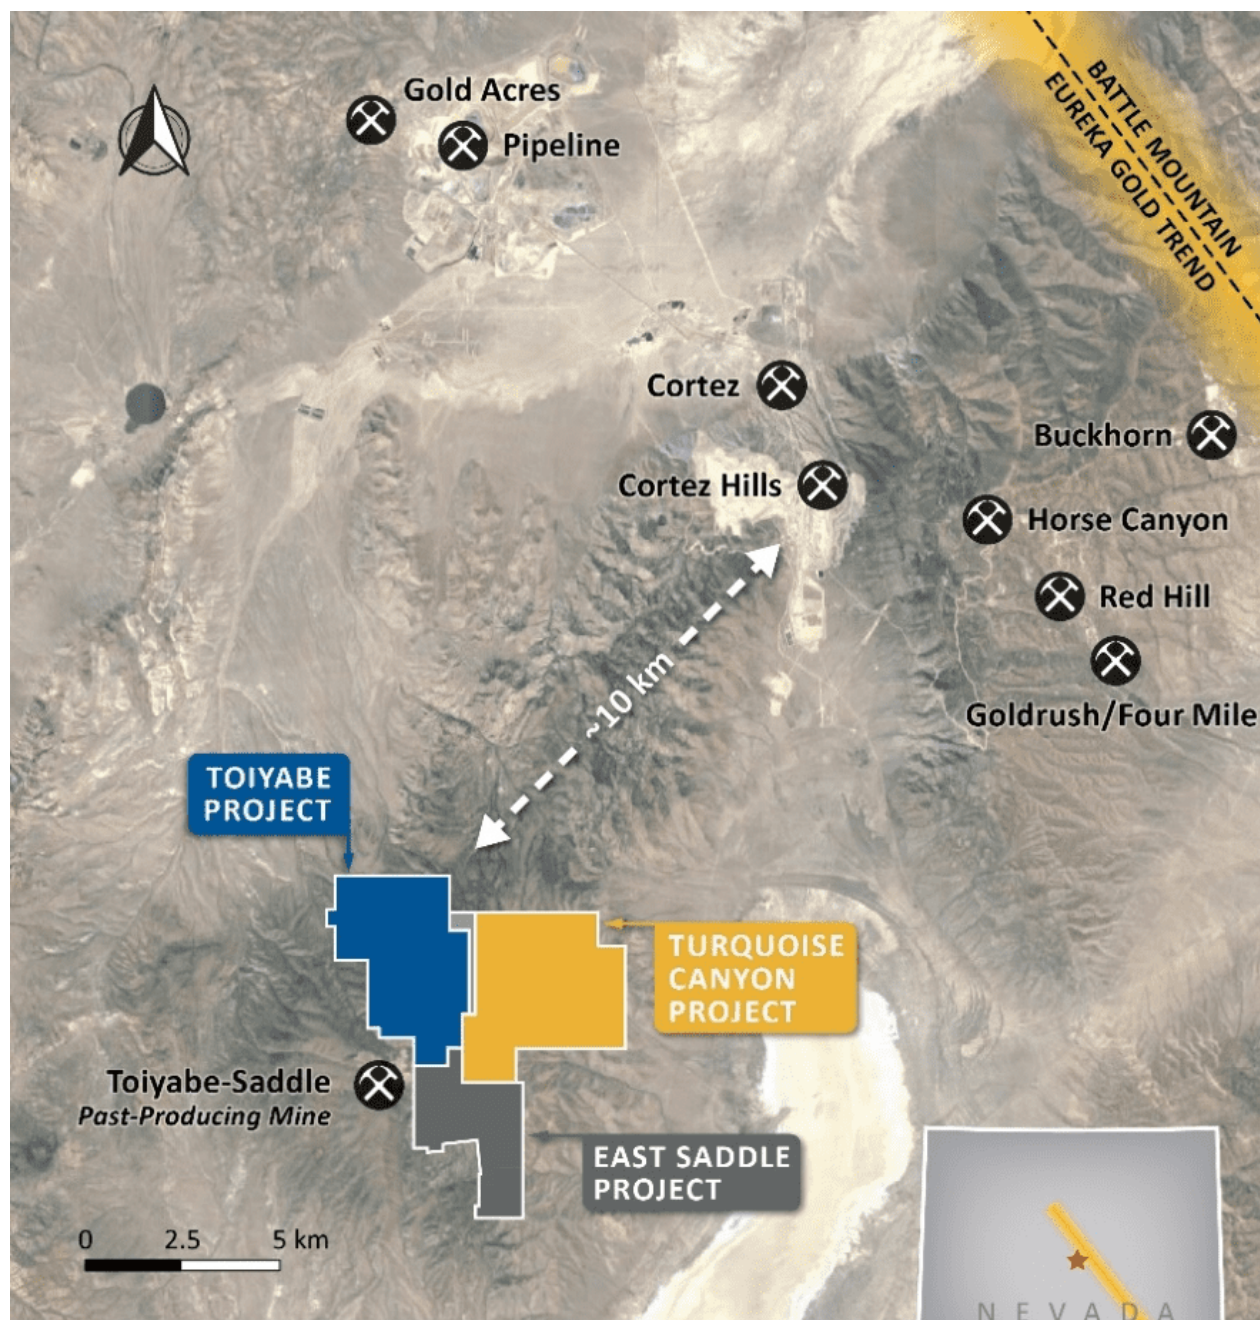 BATTLE MOUNTAIN
EUREKA GOLD TREND
Gold Acres
Pipeline
Cortez
Buckhorn
Cortez Hills
Horse Canyon
Red Hill
Goldrush/Four Mile
~10 km
TOIYABE
PROJECT
TURQUOISE
CANYON
PROJECT
Toiyabe-Saddle
Past-Producing Mine
EAST SADDLE
PROJECT
0 2.5 5 km
NEVADA